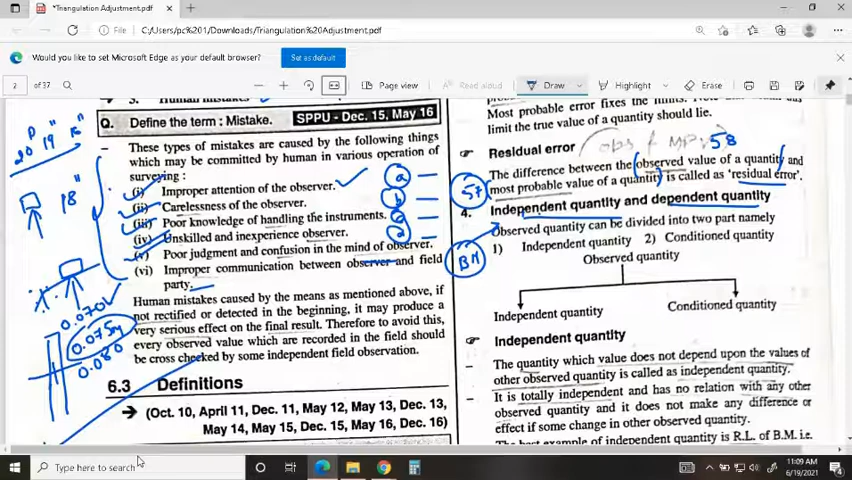 *Triangulation Adjustment.pdf
File
C:/Users/pc%201/Downloads/Triangulation%20Adjustment.pdf
Would you like to set Microsoft Edge as your default browser?
Set as default
2 of 37
Page view
Read aloud
Draw
Highlight
Erase
3. Human mistakes
Q. Define the term : Mistake. SPPU - Dec. 15, May 16
These types of mistakes are caused by the following things
which may be committed by human in various operation of
surveying :
(i) Improper attention of the observer.
(ii) Carelessness of the observer.
(iii) Poor knowledge of handling the instruments.
(iv) Unskilled and inexperience observer.
(v) Poor judgment and confusion in the mind of observer.
(vi) Improper communication between observer and field
party.
Human mistakes caused by the means as mentioned above, if
not rectified or detected in the beginning, it may produce a
very serious effect on the final result. Therefore to avoid this,
every observed value which are recorded in the field should
be cross checked by some independent field observation.
6.3 Definitions
(Oct. 10, April 11, Dec. 11, May 12, May 13, Dec. 13,
May 14, May 15, Dec. 15, May 16, Dec. 16)
20 19 18"
18"
0.070
0.075m
0.080
a
b
c
d
Most probable error fixes the limits.
limit the true value of a quantity should lie.
Residual error
obs f MPV
58
The difference between the observed value of a quantity and
most probable value of a quantity is called as 'residual error'.
57
4. Independent quantity and dependent quantity
Observed quantity can be divided into two part namely
BM
1) Independent quantity 2) Conditioned quantity
Observed quantity
Independent quantity
Conditioned quantity
Independent quantity
The quantity which value does not depend upon the values of
other observed quantity is called as independent quantity.
It is totally independent and has no relation with any other
observed quantity and it does not make any difference or
effect if some change in other observed quantity.
The best example of independent quantity is R.L. of B.M. i.e.
Type here to search
11:09 AM
6/19/2021